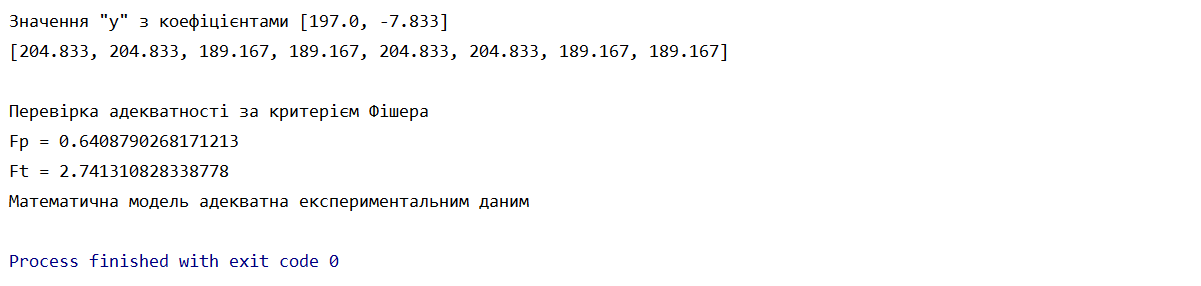 Значення "y" з коефіцієнтами [197.0, -7.833]
[204.833, 204.833, 189.167, 189.167, 204.833, 204.833, 189.167, 189.167]
Перевірка адекватності за критерієм Фішера
Fp = 0.6408790268171213
Ft = 2.741310828338778
Математична модель адекватна експериментальним даним
Process finished with exit code 0